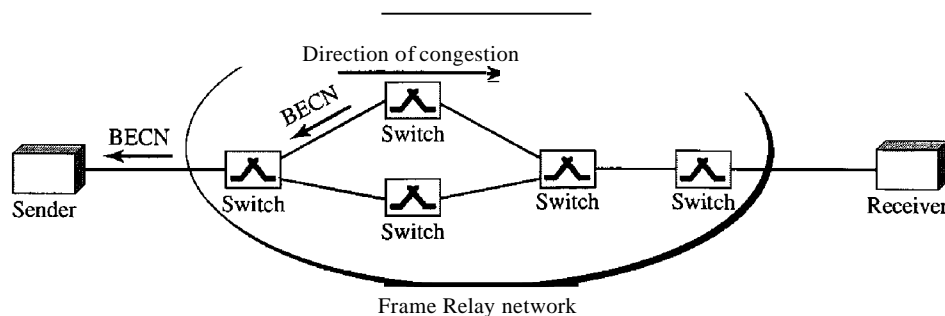 Direction of congestion
BECN
BECN
Switch
Sender
Switch
Switch
Switch
Switch
Receiver
Frame Relay network